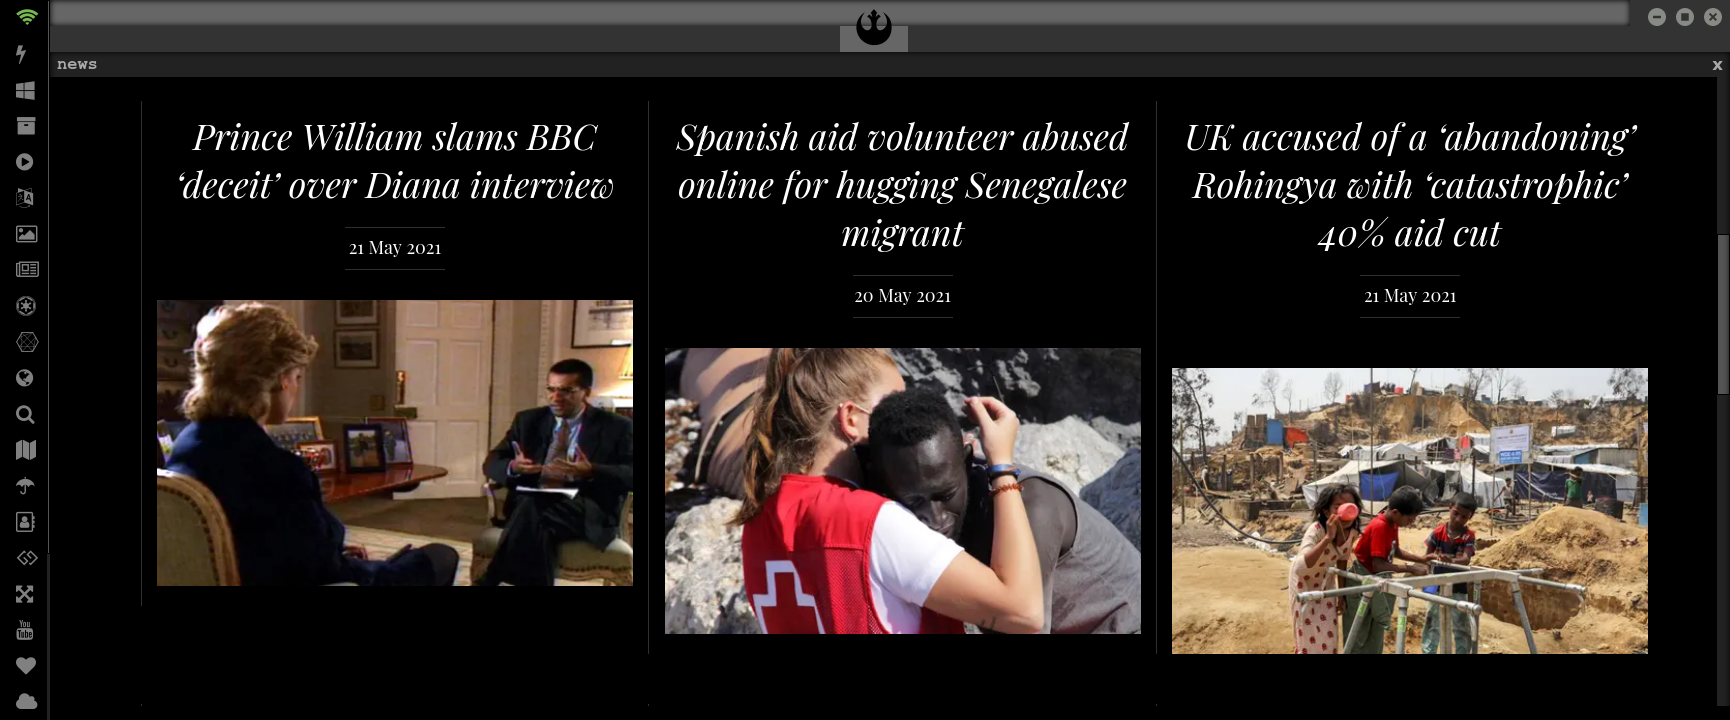 news
x
Prince William slams BBC
‘deceit’ over Diana interview
21 May 2021
Spanish aid volunteer abused
online for hugging Senegalese
migrant
20 May 2021
UK accused of a ‘abandoning’
Rohingya with ‘catastrophic’
40% aid cut
21 May 2021
You
Tube